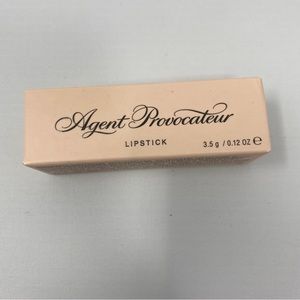 Agent Provocateur
LIPSTICK 3.5 g / 0.12 OZ ℮